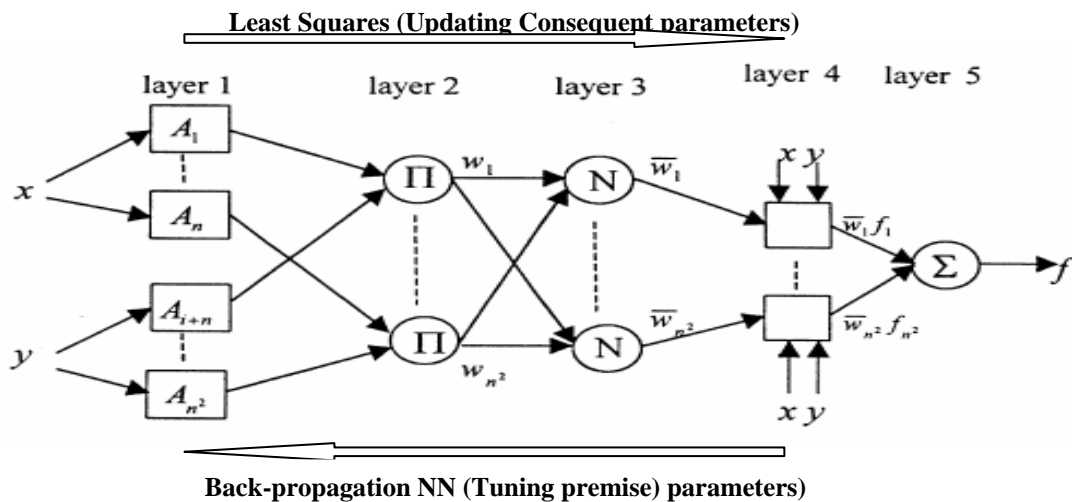 Least Squares (Updating Consequent parameters)
layer 1 layer 2 layer 3 layer 4 layer 5
x y
A₁ w₁ w̅₁
x Π N
Aₙ w̅₁f₁
Σ f
Aᵢ₊ₙ w̅ₙ² w̅ₙ²fₙ²
y Π N
Aₙ² wₙ²
x y
Back-propagation NN (Tuning premise) parameters)